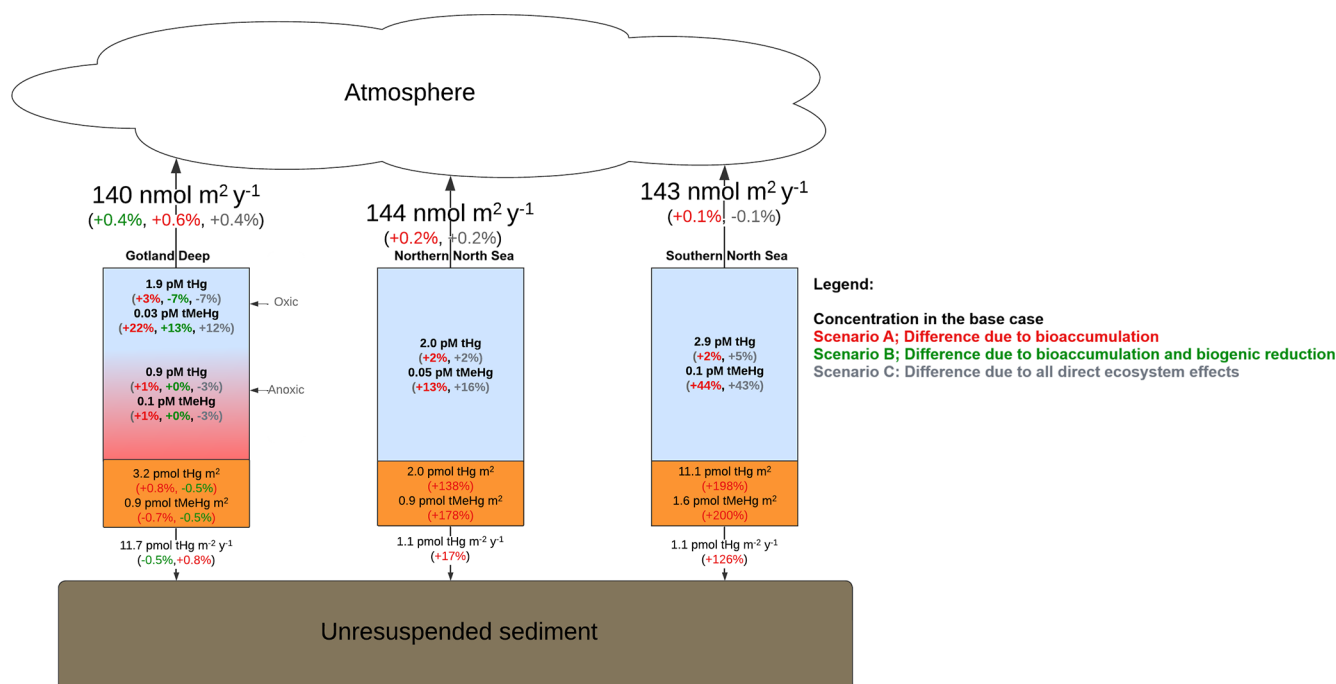 Atmosphere
140 nmol m² y⁻¹
(+0.4%, +0.6%, +0.4%)
144 nmol m² y⁻¹
(+0.2%, +0.2%)
143 nmol m² y⁻¹
(+0.1%, -0.1%)
Gotland Deep
1.9 pM tHg
(+3%, -7%, -7%)
0.03 pM tMeHg
(+22%, +13%, +12%)
Oxic
0.9 pM tHg
(+1%, +0%, -3%)
0.1 pM tMeHg
(+1%, +0%, -3%)
Anoxic
3.2 pmol tHg m²
(+0.8%, -0.5%)
0.9 pmol tMeHg m²
(-0.7%, -0.5%)
11.7 pmol tHg m⁻² y⁻¹
(-0.5%,+0.8%)
Northern North Sea
2.0 pM tHg
(+2%, +2%)
0.05 pM tMeHg
(+13%, +16%)
2.0 pmol tHg m²
(+138%)
0.9 pmol tMeHg m²
(+178%)
1.1 pmol tHg m⁻² y⁻¹
(+17%)
Southern North Sea
2.9 pM tHg
(+2%, +5%)
0.1 pM tMeHg
(+44%, +43%)
11.1 pmol tHg m²
(+198%)
1.6 pmol tMeHg m²
(+200%)
1.1 pmol tHg m⁻² y⁻¹
(+126%)
Legend:
Concentration in the base case
Scenario A; Difference due to bioaccumulation
Scenario B; Difference due to bioaccumulation and biogenic reduction
Scenario C: Difference due to all direct ecosystem effects
Unresuspended sediment